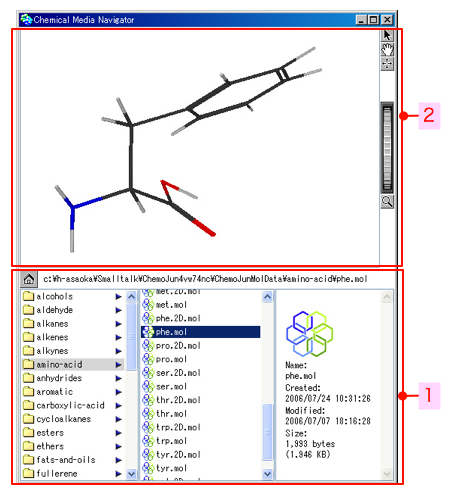 Chemical Media Navigator
2
c:¥h-asaoka¥Smalltalk¥ChemoJun4vw74nc¥ChemoJunMolData¥amino-acid¥phe.mol
alcohols
aldehyde
alkanes
alkenes
alkynes
amino-acid
anhydrides
aromatic
carboxylic-acid
cycloalkanes
esters
ethers
fats-and-oils
fullerene
met.2D.mol
met.mol
phe.2D.mol
phe.mol
pro.2D.mol
pro.mol
ser.2D.mol
ser.mol
thr.2D.mol
thr.mol
trp.2D.mol
trp.mol
tyr.2D.mol
tyr.mol
Name:
phe.mol
Created:
2006/07/24 10:31:26
Modified:
2006/07/07 18:16:28
Size:
1,993 bytes
(1.946 KB)
1